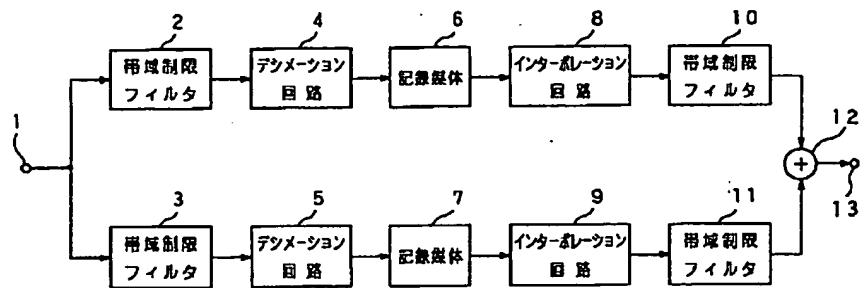 2
4
6
8
10
帯域制限
フィルタ
デシメーション
回路
記録媒体
インターポレーション
回路
帯域制限
フィルタ
1
12
+
13
3
5
7
9
11
帯域制限
フィルタ
デシメーション
回路
記録媒体
インターポレーション
回路
帯域制限
フィルタ